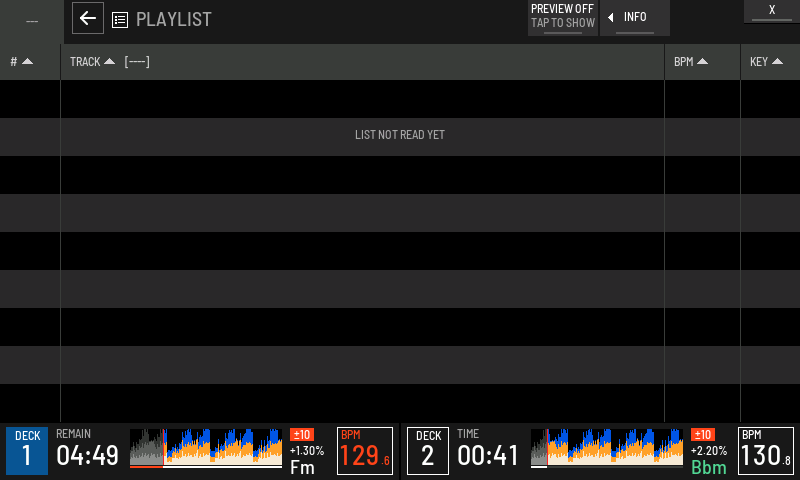 ---
PLAYLIST
PREVIEW OFF
TAP TO SHOW
INFO
X
#
TRACK [----]
BPM
KEY
LIST NOT READ YET
DECK
1
REMAIN
04:49
±10
+1.30%
Fm
BPM
129.6
DECK
2
TIME
00:41
±10
+2.20%
Bbm
BPM
130.8